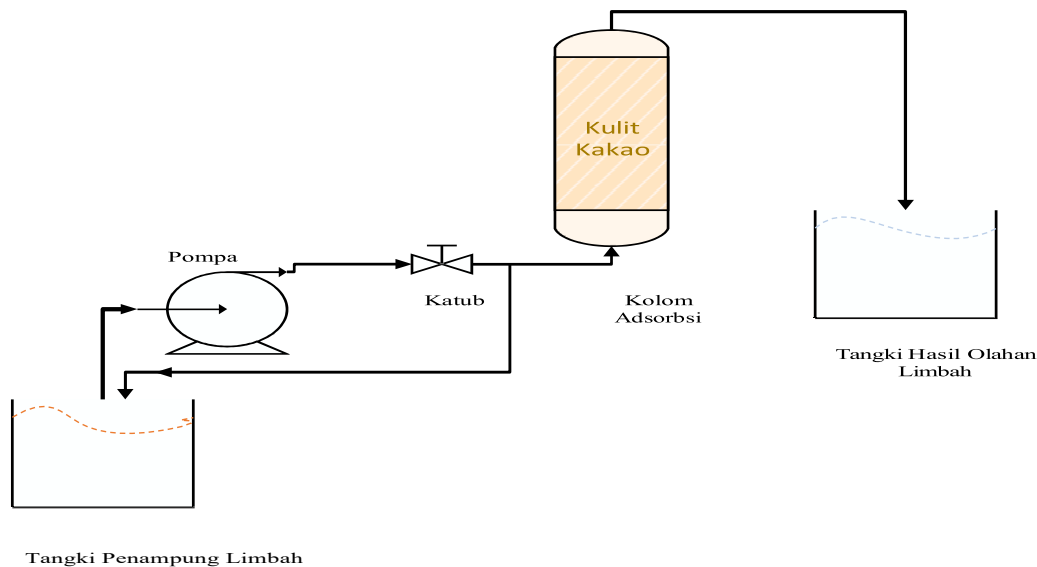 Kulit
Kakao
Pompa
Katub
Kolom
Adsorbsi
Tangki Hasil Olahan
Limbah
Tangki Penampung Limbah